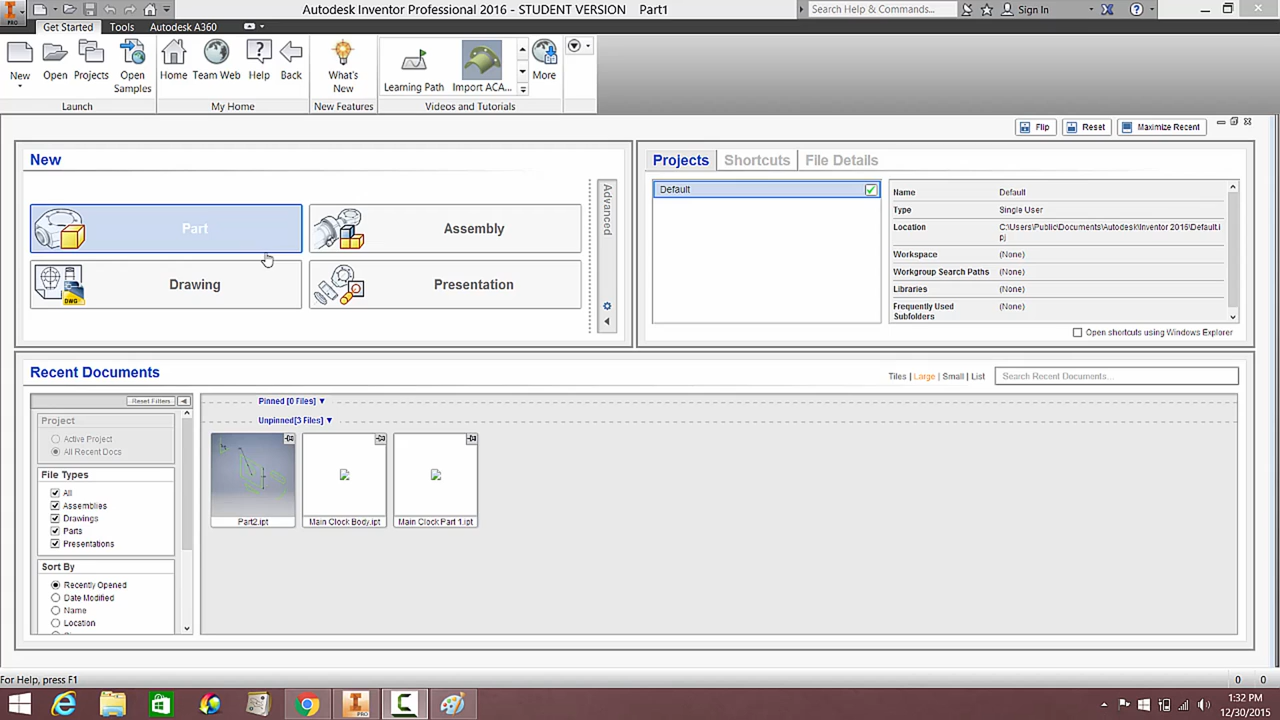 Autodesk Inventor Professional 2016 - STUDENT VERSION Part1
Search Help & Commands...
Sign In
PRO
Get Started
Tools
Autodesk A360
New
Open
Projects
Open Samples
Home
Team Web
Help
Back
What's New
Learning Path
Import ACA...
More
Launch
My Home
New Features
Videos and Tutorials
Flip
Reset
Maximize Recent
New
Part
Assembly
Drawing
DWG
Presentation
Advanced
Projects
Shortcuts
File Details
Default
Name Default
Type Single User
Location C:\Users\Public\Documents\Autodesk\Inventor 2016\Default.i
pj
Workspace (None)
Workgroup Search Paths (None)
Libraries (None)
Frequently Used (None)
Subfolders
Open shortcuts using Windows Explorer
Recent Documents
Tiles | Large | Small | List
Search Recent Documents...
Reset Filters
Project
Active Project
All Recent Docs
File Types
All
Assemblies
Drawings
Parts
Presentations
Sort By
Recently Opened
Date Modified
Name
Location
Pinned [0 Files]
Unpinned[3 Files]
Part2.ipt
Main Clock Body.ipt
Main Clock Part 1.ipt
For Help, press F1
0 0
PRO
1:32 PM
12/30/2015